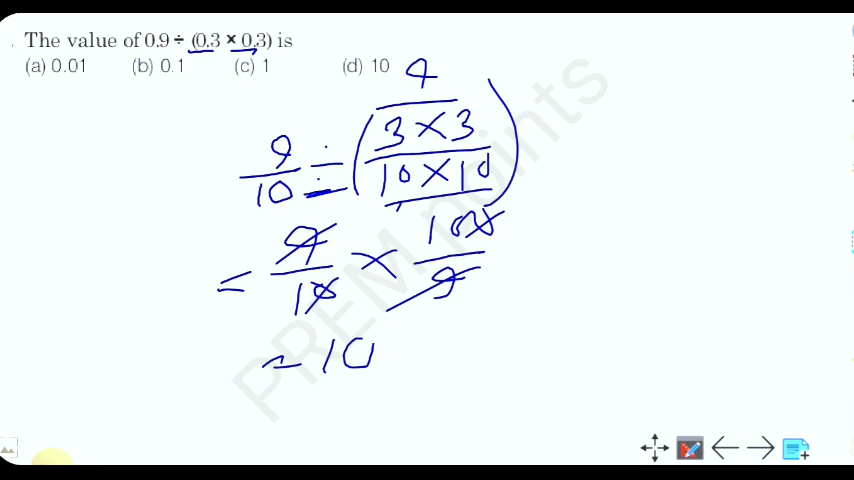 . The value of 0.9 ÷ (0.3 × 0.3) is
(a) 0.01 (b) 0.1 (c) 1 (d) 10
9
9/10 ÷ (3 × 3/10 × 10)
= 9/10 × 100/9
= 10
PREM points